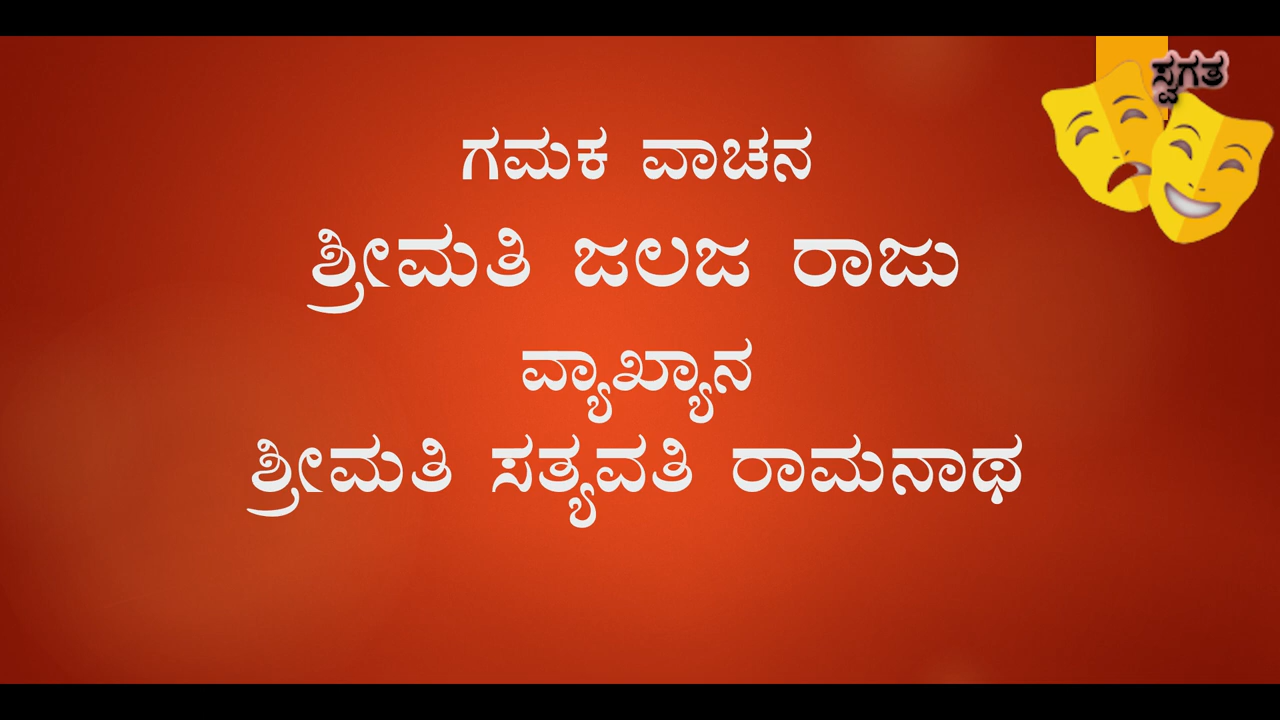 ಸ್ವಗತ
ಗಮಕ ವಾಚನ
ಶ್ರೀಮತಿ ಜಲಜ ರಾಜು
ವ್ಯಾಖ್ಯಾನ
ಶ್ರೀಮತಿ ಸತ್ಯವತಿ ರಾಮನಾಥ